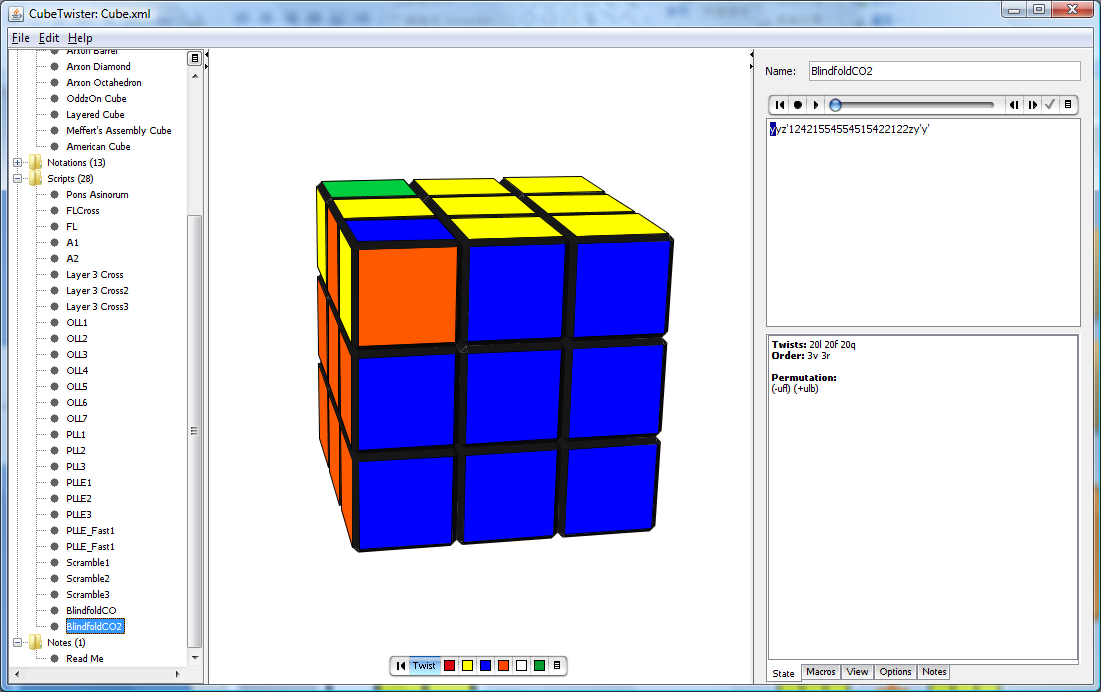 CubeTwister: Cube.xml
File Edit Help
Arxon Barrel
Arxon Diamond
Arxon Octahedron
OddzOn Cube
Layered Cube
Meffert's Assembly Cube
American Cube
Notations (13)
Scripts (28)
Pons Asinorum
FLCross
FL
A1
A2
Layer 3 Cross
Layer 3 Cross2
Layer 3 Cross3
OLL1
OLL2
OLL3
OLL4
OLL5
OLL6
OLL7
PLL1
PLL2
PLL3
PLLE1
PLLE2
PLLE3
PLLE_Fast1
PLLE_Fast1
Scramble1
Scramble2
Scramble3
BlindfoldCO
BlindfoldCO2
Notes (1)
Read Me
Twist
Name: BlindfoldCO2
yyz'12421554554515422122zy'y'
Twists: 20l 20f 20q
Order: 3v 3r
Permutation:
(-ufl) (+ulb)
State Macros View Options Notes